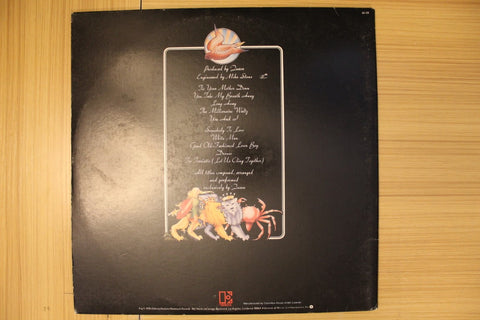 Produced by Queen
Engineered by Mike Stone
Tie Your Mother Down
You Take My Breath Away
Long Away
The Millionaire Waltz
You And I
Somebody To Love
White Man
Good Old-Fashioned Lover Boy
Drowse
Teo Torriatte (Let Us Cling Together)
All titles composed, arranged
and performed
exclusively by Queen